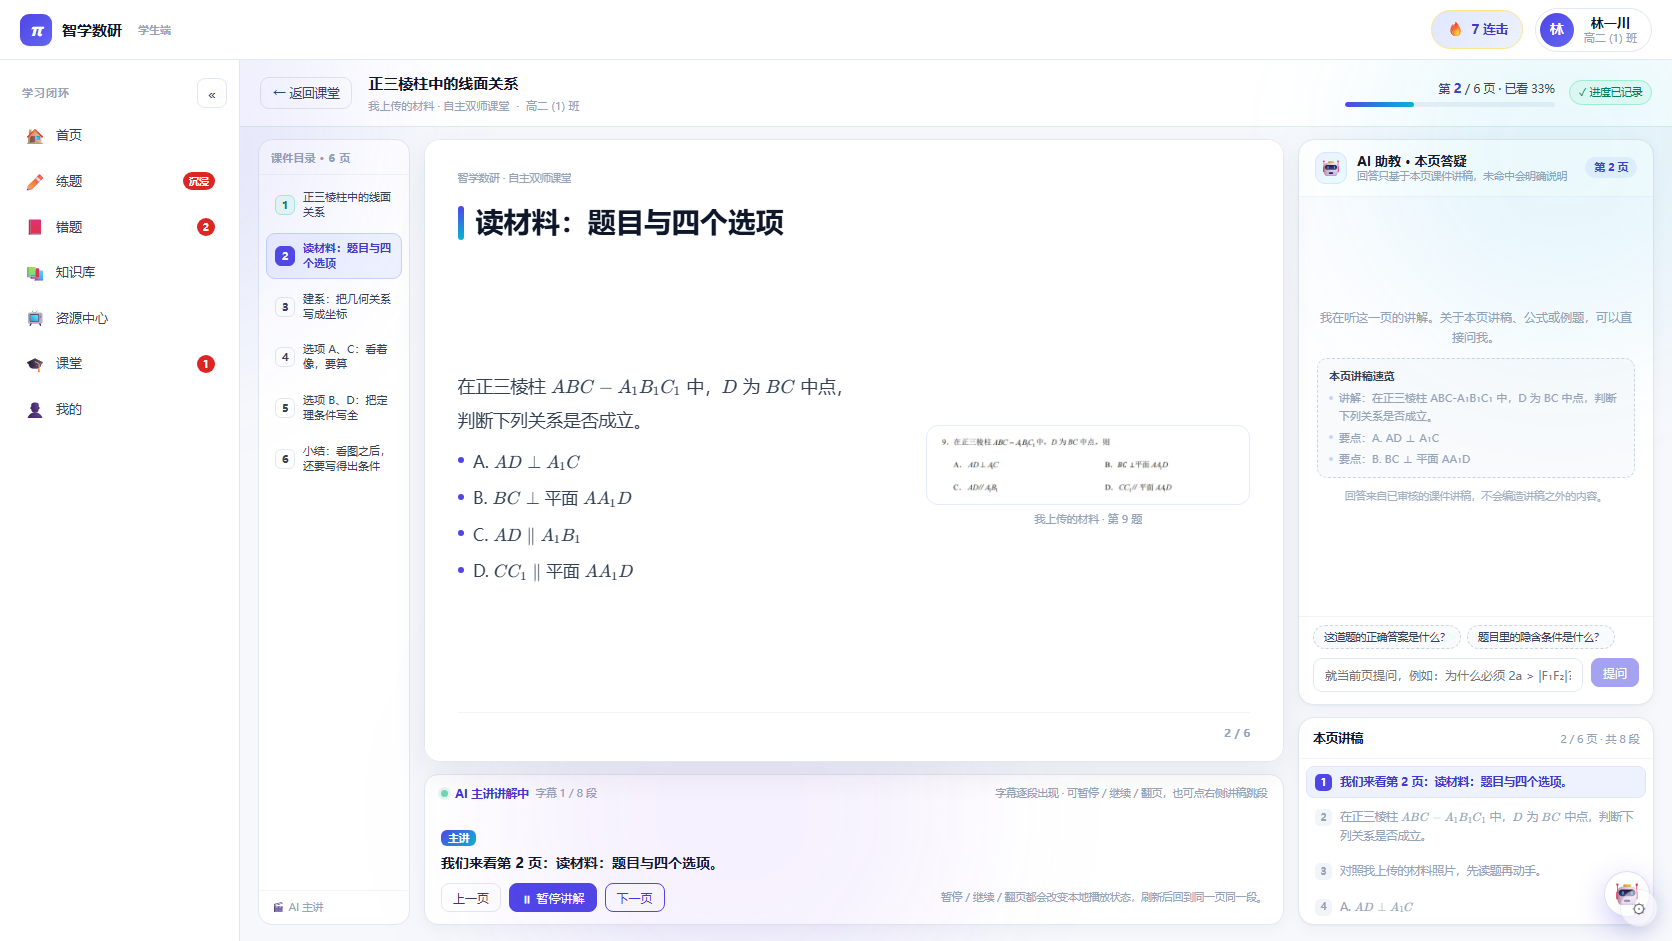 π 智学数研 学生端
🔥 7 连击
林 林一川
高二 (1) 班
学习闭环
«
首页
练题 沉浸
错题 2
知识库
资源中心
课堂 1
我的
← 返回课堂
正三棱柱中的线面关系
我上传的材料 · 自主双师课堂 · 高二 (1) 班
第 2 / 6 页 · 已看 33%
✓ 进度已记录
课件目录 • 6 页
1 正三棱柱中的线面
关系
2 读材料：题目与四
个选项
3 建系：把几何关系
写成坐标
4 选项 A、C：看着
像，要算
5 选项 B、D：把定
理条件写全
6 小结：看图之后，
还要写得出条件
AI 主讲
智学数研 · 自主双师课堂
读材料：题目与四个选项
在正三棱柱 ABC − A₁B₁C₁ 中，D 为 BC 中点，
判断下列关系是否成立。
A. AD ⊥ A₁C
B. BC ⊥ 平面 AA₁D
C. AD ∥ A₁B₁
D. CC₁ ∥ 平面 AA₁D
9. 在正三棱柱 ABC − A₁B₁C₁ 中，D 为 BC 中点，则
A. AD ⊥ A₁C B. BC ⊥ 平面 AA₁D
C. AD // A₁B₁ D. CC₁ // 平面 AA₁D
我上传的材料 · 第 9 题
2 / 6
AI 主讲讲解中 字幕 1 / 8 段
字幕逐段出现 · 可暂停 / 继续 / 翻页，也可点右侧讲稿跳段
主讲
我们来看第 2 页：读材料：题目与四个选项。
上一页 ⏸ 暂停讲解 下一页
暂停 / 继续 / 翻页都会改变本地播放状态，刷新后回到同一页同一段。
AI 助教 • 本页答疑
回答只基于本页课件讲稿，未命中会明确说明
第 2 页
我在听这一页的讲解。关于本页讲稿、公式或例题，可以直
接问我。
本页讲稿速览
讲解：在正三棱柱 ABC-A₁B₁C₁ 中，D 为 BC 中点，判断
下列关系是否成立。
要点：A. AD ⊥ A₁C
要点：B. BC ⊥ 平面 AA₁D
回答来自已审核的课件讲稿，不会编造讲稿之外的内容。
这道题的正确答案是什么？ 题目里的隐含条件是什么？
就当前页提问，例如：为什么必须 2a > |F₁F₂|?
提问
本页讲稿 2 / 6 页 · 共 8 段
1 我们来看第 2 页：读材料：题目与四个选项。
2 在正三棱柱 ABC − A₁B₁C₁ 中，D 为 BC 中点，判断下
列关系是否成立。
3 对照我上传的材料照片，先读题再动手。
4 A. AD ⊥ A₁C